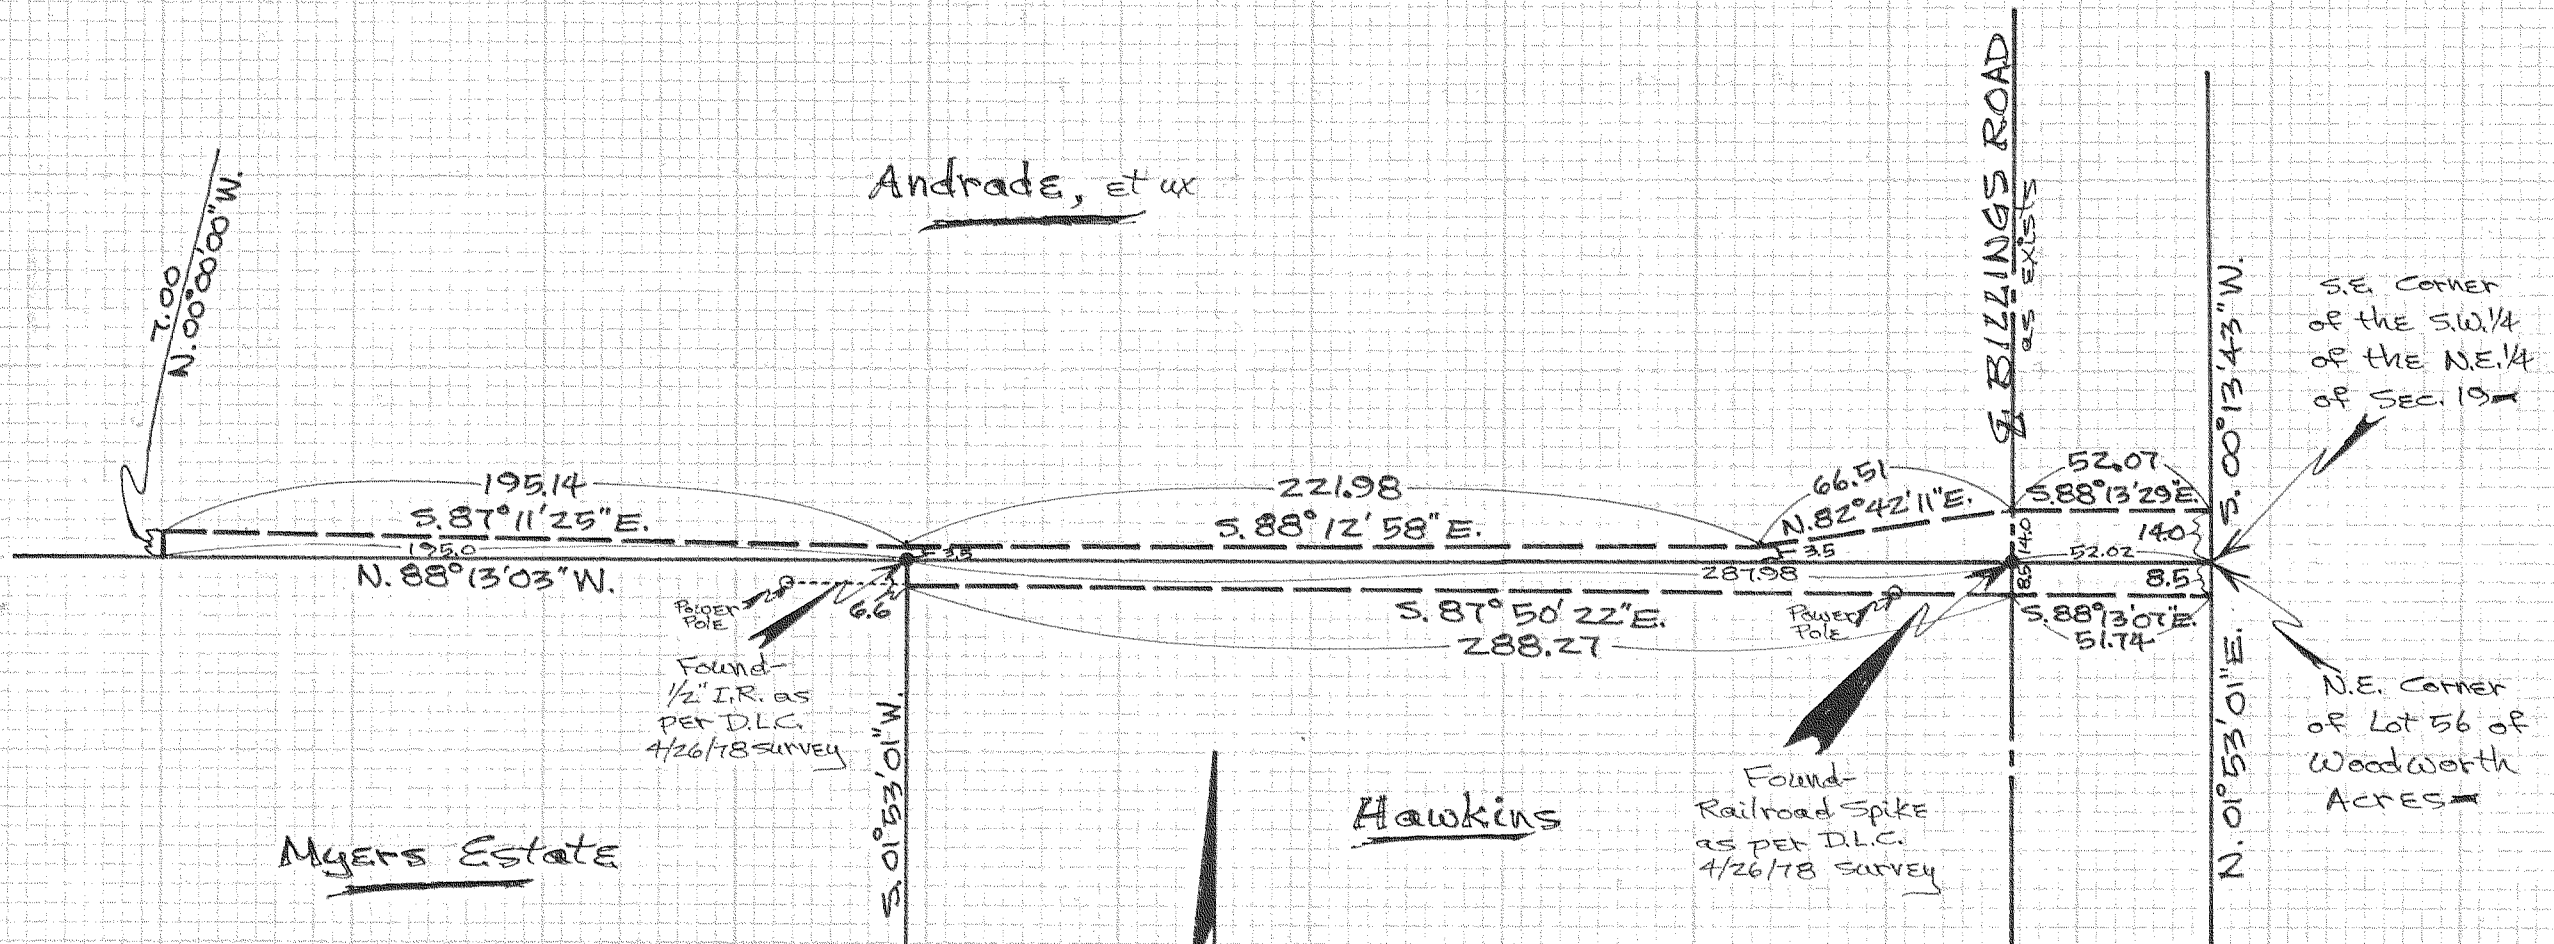 Andrade, et ux
℄ BILLINGS ROAD
as exists
7.00
N.00°00'00"W.
S. 00°13'43"W.
S.E. Corner
of the S.W.1/4
of the N.E.1/4
of Sec. 19
195.14
S.87°11'25"E.
195.0
N. 88°13'03"W.
221.98
S. 88°12'58"E.
3.5
66.51
N.82°42'11"E.
3.5
52.07
S.88°13'29"E.
14.0
14.0
52.02
287.98
8.5
8.5
S.88°13'07"E.
51.74
S. 87°50'22"E.
288.27
6.6
Power
Pole
Power
Pole
Found-
1/2" I.R. as
per D.L.C.
4/26/78 survey
S.01°53'01"W.
Found-
Railroad Spike
as per D.L.C.
4/26/78 survey
N.01°53'01"E.
N.E. Corner
of Lot 56 of
Woodworth
Acres
Myers Estate
Hawkins